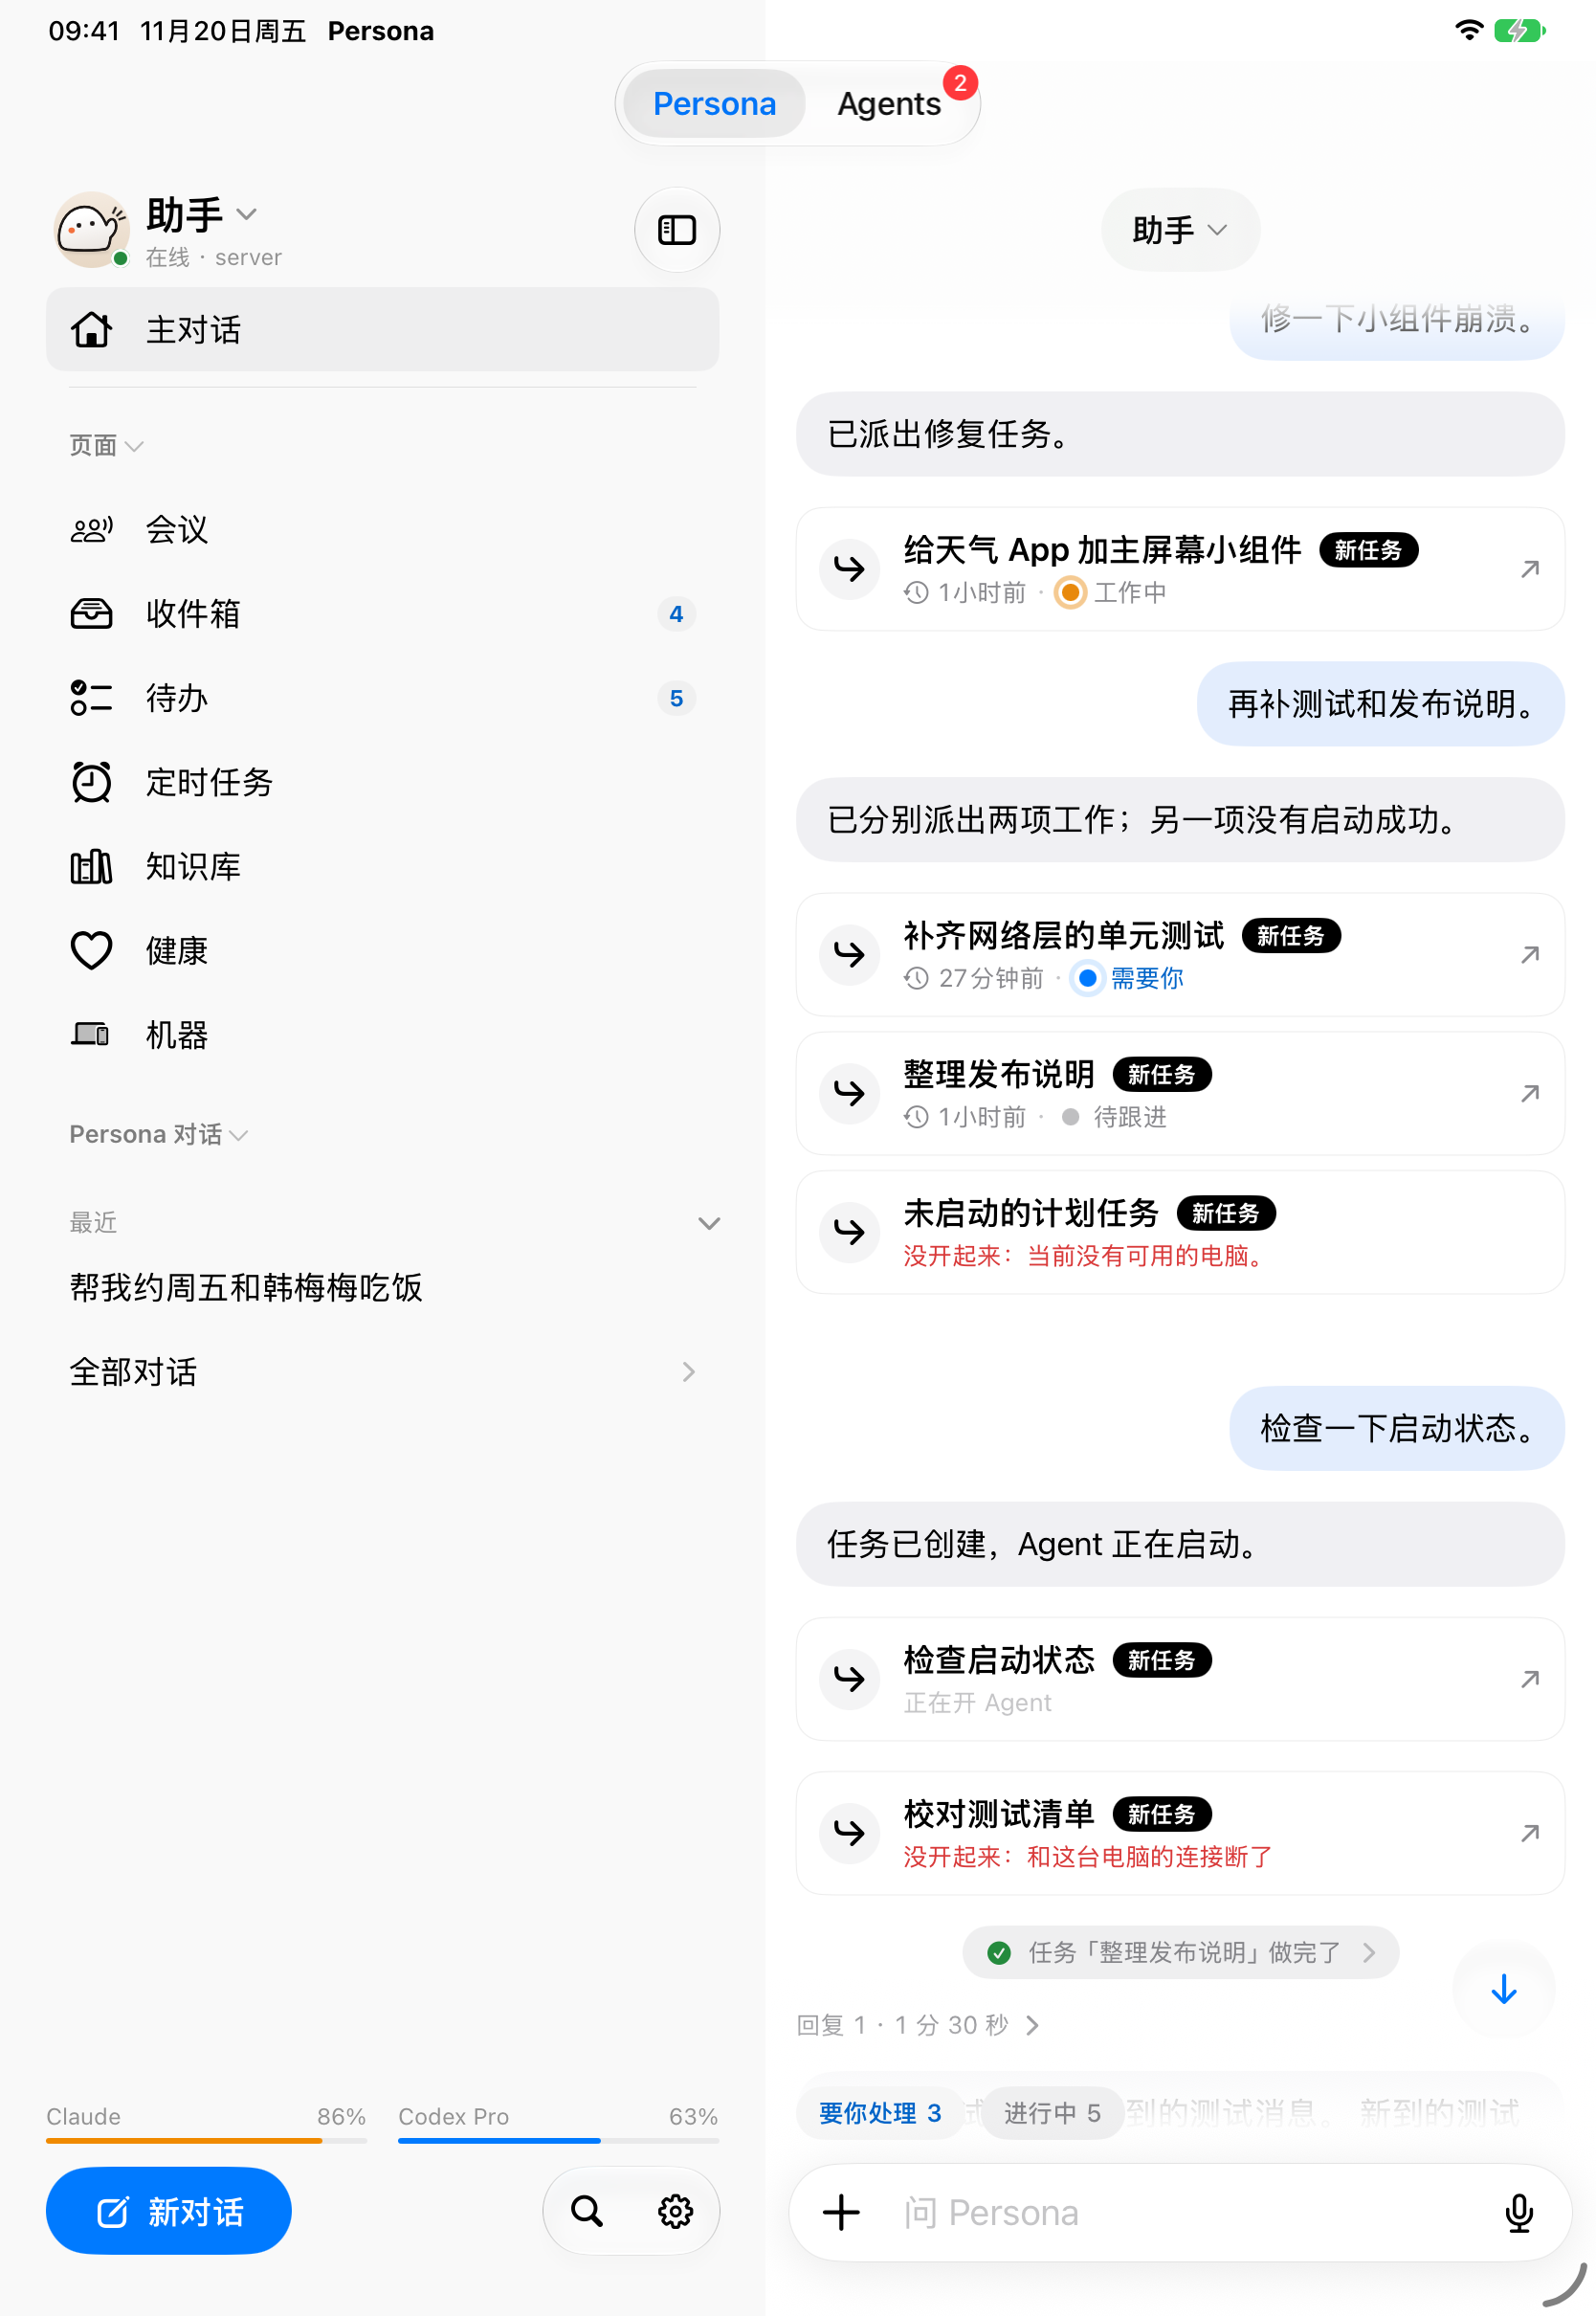 09:41 11月20日周五 Persona
Persona
Agents
2
助手
在线 · server
主对话
页面
会议
收件箱
4
待办
5
定时任务
知识库
健康
机器
Persona 对话
最近
帮我约周五和韩梅梅吃饭
全部对话
Claude 86%
Codex Pro 63%
新对话
助手
修一下小组件崩溃。
已派出修复任务。
给天气 App 加主屏幕小组件 新任务
1小时前 · 工作中
再补测试和发布说明。
已分别派出两项工作；另一项没有启动成功。
补齐网络层的单元测试 新任务
27分钟前 · 需要你
整理发布说明 新任务
1小时前 · 待跟进
未启动的计划任务 新任务
没开起来：当前没有可用的电脑。
检查一下启动状态。
任务已创建，Agent 正在启动。
检查启动状态 新任务
正在开 Agent
校对测试清单 新任务
没开起来：和这台电脑的连接断了
任务「整理发布说明」做完了
回复 1 · 1 分 30 秒
要你处理 3
进行中 5
到的测试消息。 新到的测试
问 Persona